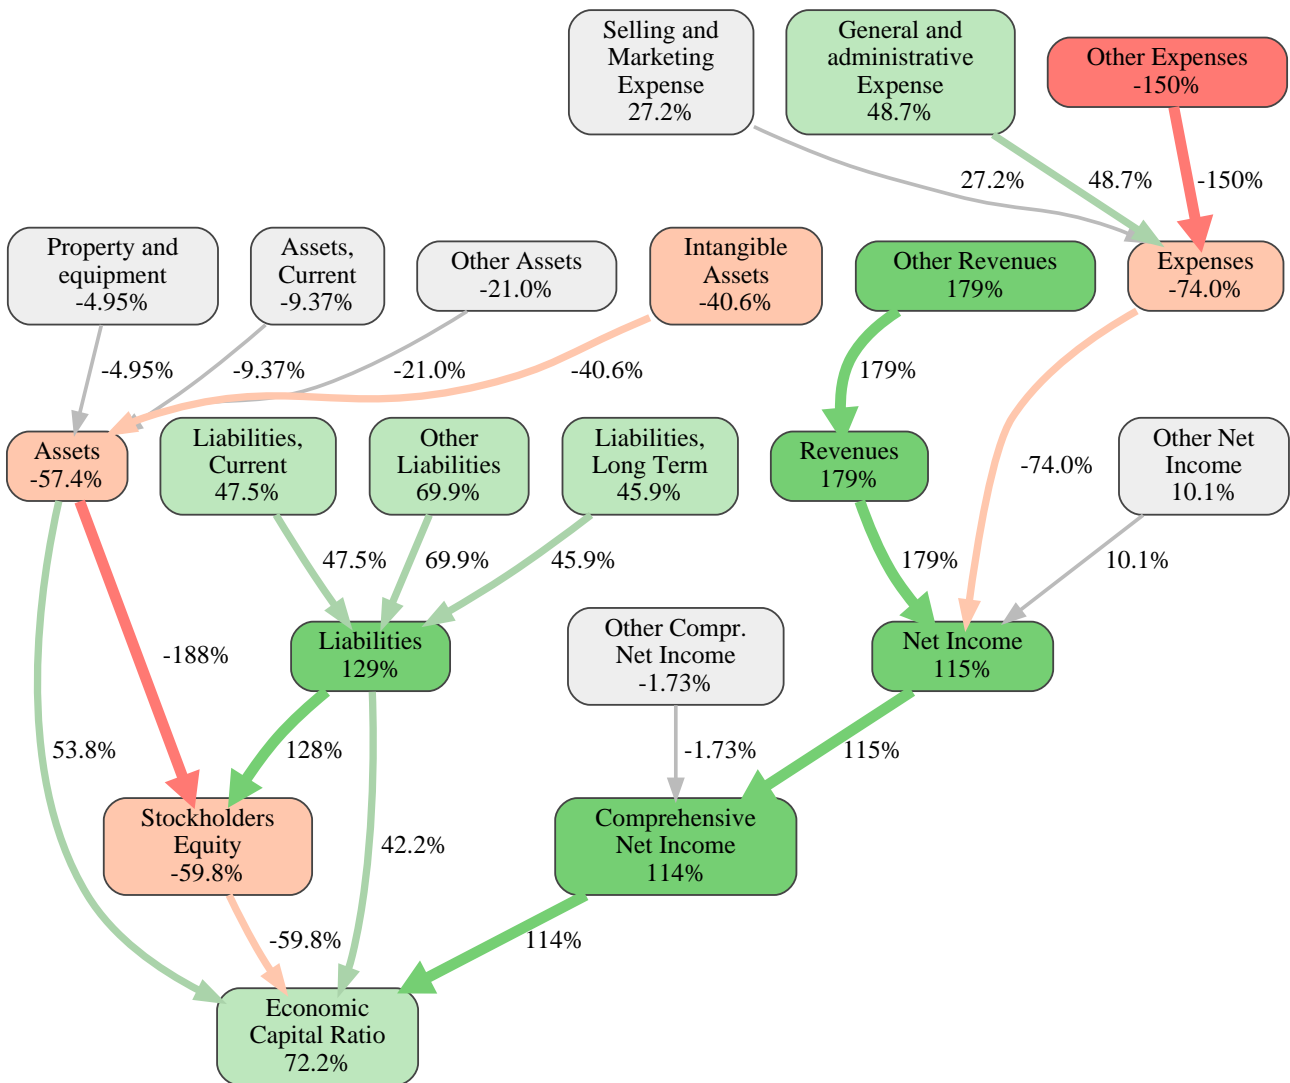 Selling and
Marketing
Expense
27.2%
General and
administrative
Expense
48.7%
Other Expenses
-150%
27.2%
48.7%
-150%
Property and
equipment
-4.95%
Assets,
Current
-9.37%
Other Assets
-21.0%
Intangible
Assets
-40.6%
Other Revenues
179%
Expenses
-74.0%
-4.95%
-9.37%
-21.0%
-40.6%
179%
Assets
-57.4%
Liabilities,
Current
47.5%
Other
Liabilities
69.9%
Liabilities,
Long Term
45.9%
Revenues
179%
-74.0%
Other Net
Income
10.1%
47.5%
69.9%
45.9%
179%
10.1%
-188%
Liabilities
129%
Other Compr.
Net Income
-1.73%
Net Income
115%
53.8%
128%
-1.73%
115%
Stockholders
Equity
-59.8%
42.2%
Comprehensive
Net Income
114%
-59.8%
114%
Economic
Capital Ratio
72.2%